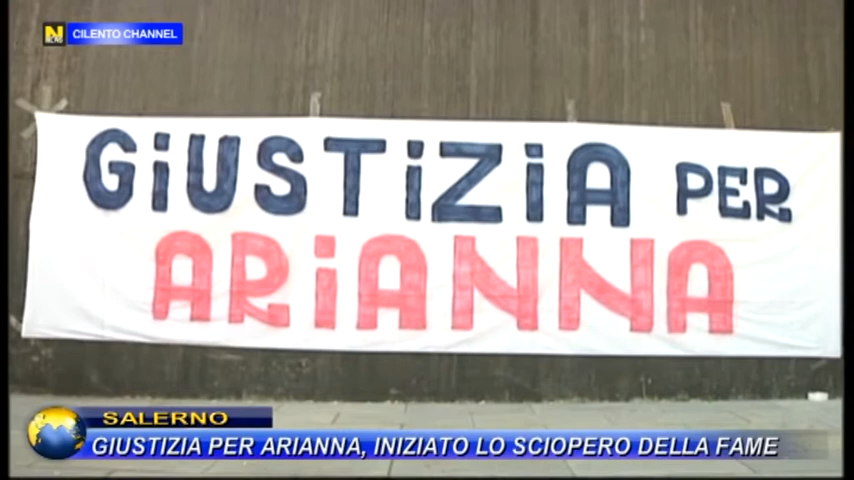 CILENTO CHANNEL
GiUSTiZiA PER
ARiANNA
SALERNO
GIUSTIZIA PER ARIANNA, INIZIATO LO SCIOPERO DELLA FAME